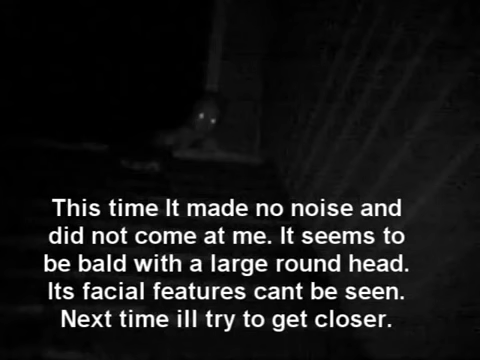 This time It made no noise and
did not come at me. It seems to
be bald with a large round head.
Its facial features cant be seen.
Next time ill try to get closer.